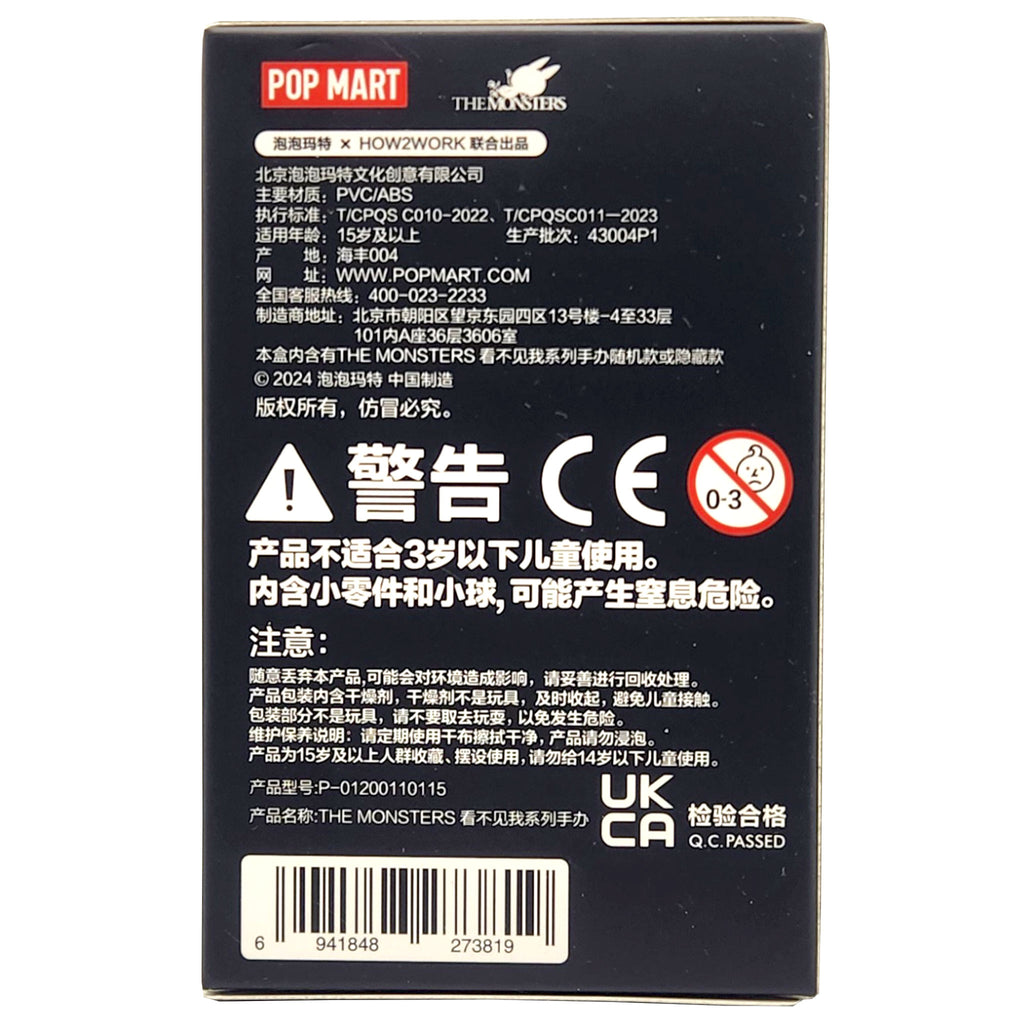 POP MART
THE MONSTERS
泡泡玛特 × HOW2WORK 联合出品
北京泡泡玛特文化创意有限公司
主要材质：PVC/ABS
执行标准：T/CPQS C010-2022、T/CPQSC011—2023
适用年龄：15岁及以上 生产批次：43004P1
产 地：海丰004
网 址：WWW.POPMART.COM
全国客服热线：400-023-2233
制造商地址：北京市朝阳区望京东园四区13号楼-4至33层
101内A座36层3606室
本盒内含有THE MONSTERS 看不见我系列手办随机款或隐藏款
© 2024 泡泡玛特 中国制造
版权所有，仿冒必究。
警告 CE 0-3
产品不适合3岁以下儿童使用。
内含小零件和小球,可能产生窒息危险。
注意：
随意丢弃本产品,可能会对环境造成影响，请妥善进行回收处理。
产品包装内含干燥剂，干燥剂不是玩具，及时收起，避免儿童接触。
包装部分不是玩具，请不要取去玩耍，以免发生危险。
维护保养说明：请定期使用干布擦拭干净，产品请勿浸泡。
产品为15岁及以上人群收藏、摆设使用，请勿给14岁以下儿童使用。
产品型号:P-01200110115
产品名称:THE MONSTERS 看不见我系列手办
UK
CA
检验合格
Q.C.PASSED
6 941848 273819